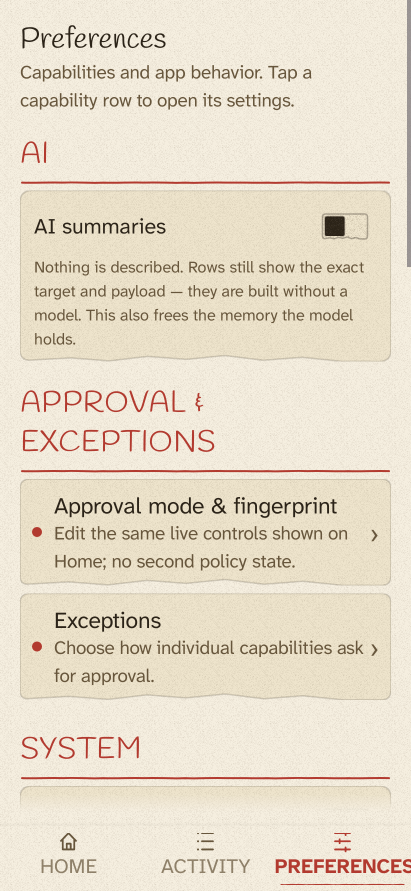 Preferences
Capabilities and app behavior. Tap a
capability row to open its settings.
AI
AI summaries
Nothing is described. Rows still show the exact
target and payload — they are built without a
model. This also frees the memory the model
holds.
APPROVAL &
EXCEPTIONS
Approval mode & fingerprint
Edit the same live controls shown on
Home; no second policy state.
Exceptions
Choose how individual capabilities ask
for approval.
SYSTEM
HOME
ACTIVITY
PREFERENCES